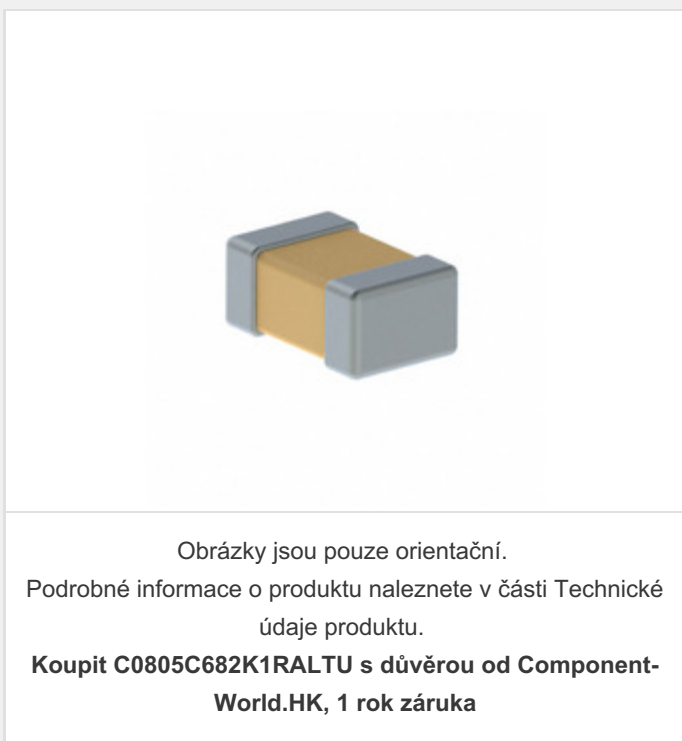 Obrázky jsou pouze orientační.
Podrobné informace o produktu naleznete v části Technické
údaje produktu.
Koupit C0805C682K1RALTU s důvěrou od Component-
World.HK, 1 rok záruka